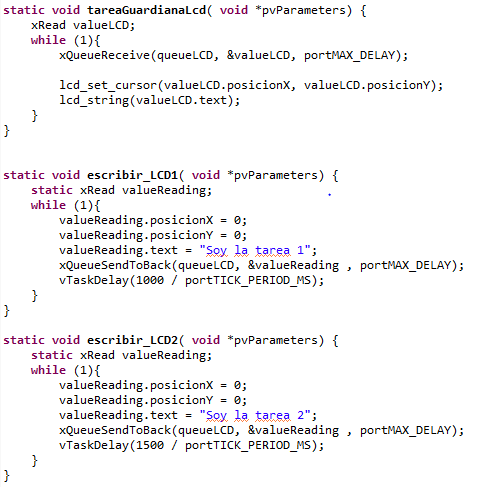 static void tareaGuardianaLcd( void *pvParameters) {
    xRead valueLCD;
    while (1){
        xQueueReceive(queueLCD, &valueLCD, portMAX_DELAY);

        lcd_set_cursor(valueLCD.posicionX, valueLCD.posicionY);
        lcd_string(valueLCD.text);
    }
}

static void escribir_LCD1( void *pvParameters) {
    static xRead valueReading;
    while (1){
        valueReading.posicionX = 0;
        valueReading.posicionY = 0;
        valueReading.text = "Soy la tarea 1";
        xQueueSendToBack(queueLCD, &valueReading , portMAX_DELAY);
        vTaskDelay(1000 / portTICK_PERIOD_MS);
    }
}

static void escribir_LCD2( void *pvParameters) {
    static xRead valueReading;
    while (1){
        valueReading.posicionX = 0;
        valueReading.posicionY = 0;
        valueReading.text = "Soy la tarea 2";
        xQueueSendToBack(queueLCD, &valueReading , portMAX_DELAY);
        vTaskDelay(1500 / portTICK_PERIOD_MS);
    }
}